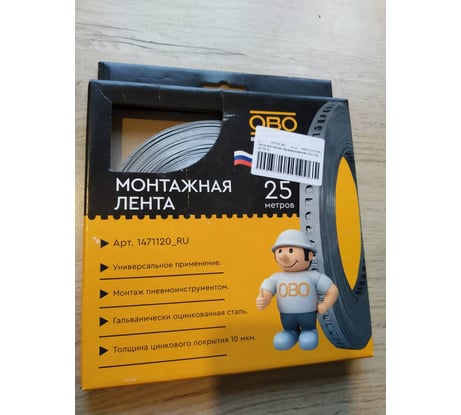 OBO
МОНТАЖНАЯ
ЛЕНТА
25
метров
Арт. 1471120_RU
Универсальное применение.
Монтаж пневмоинструментом.
Гальванически оцинкованная сталь.
Толщина цинкового покрытия 10 мкм.
OBO